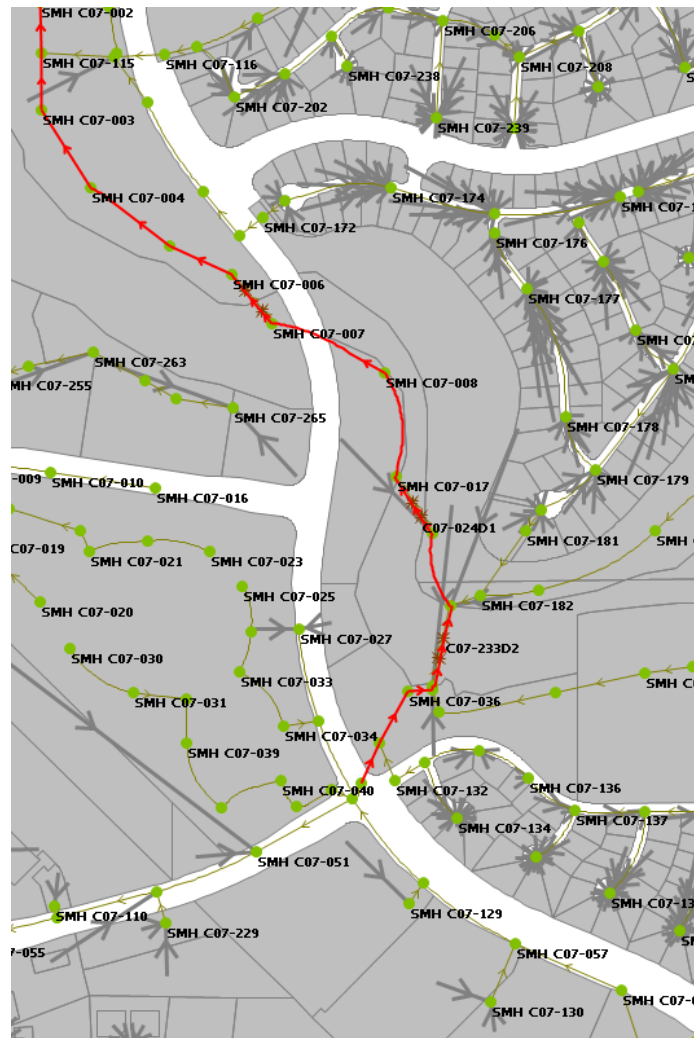 SMH C07-002
SMH C07-206
SMH C07-115
SMH C07-116
SMH C07-208
SMH C07-238
SMH C07-202
SMH C07-003
SMH C07-239
SMH C07-004
SMH C07-174
SMH C07-172
SMH C07-176
SMH C07-006
SMH C07-177
SMH C07-007
SMH C07-263
SMH C07-008
C07-255
SMH C07-265
SMH C07-178
-009
SMH C07-010
SMH C07-017
SMH C07-179
SMH C07-016
C07-024D1
SMH C07-181
C07-019
SMH C07-021
SMH C07-023
SMH C07-025
SMH C07-182
SMH C07-020
SMH C07-027
C07-233D2
SMH C07-030
SMH C07-033
SMH C07-036
SMH C07-031
SMH C07-034
SMH C07-039
SMH C07-040
SMH C07-132
SMH C07-136
SMH C07-134
SMH C07-137
SMH C07-051
SMH C07-110
SMH C07-129
SMH C07-229
7-055
SMH C07-057
SMH C07-130